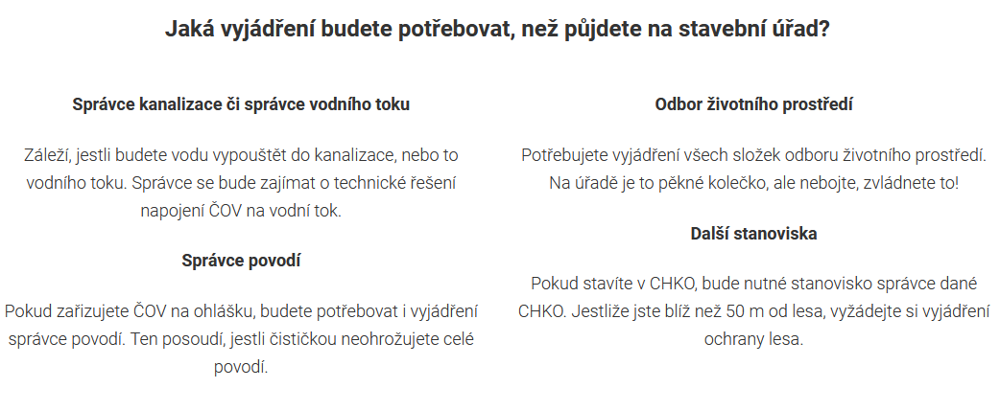 Jaká vyjádření budete potřebovat, než půjdete na stavební úřad?
Správce kanalizace či správce vodního toku
Záleží, jestli budete vodu vypouštět do kanalizace, nebo to
vodního toku. Správce se bude zajímat o technické řešení
napojení ČOV na vodní tok.
Správce povodí
Pokud zařizujete ČOV na ohlášku, budete potřebovat i vyjádření
správce povodí. Ten posoudí, jestli čističkou neohrožujete celé
povodí.
Odbor životního prostředí
Potřebujete vyjádření všech složek odboru životního prostředí.
Na úřadě je to pěkné kolečko, ale nebojte, zvládnete to!
Další stanoviska
Pokud stavíte v CHKO, bude nutné stanovisko správce dané
CHKO. Jestliže jste blíž než 50 m od lesa, vyžádejte si vyjádření
ochrany lesa.